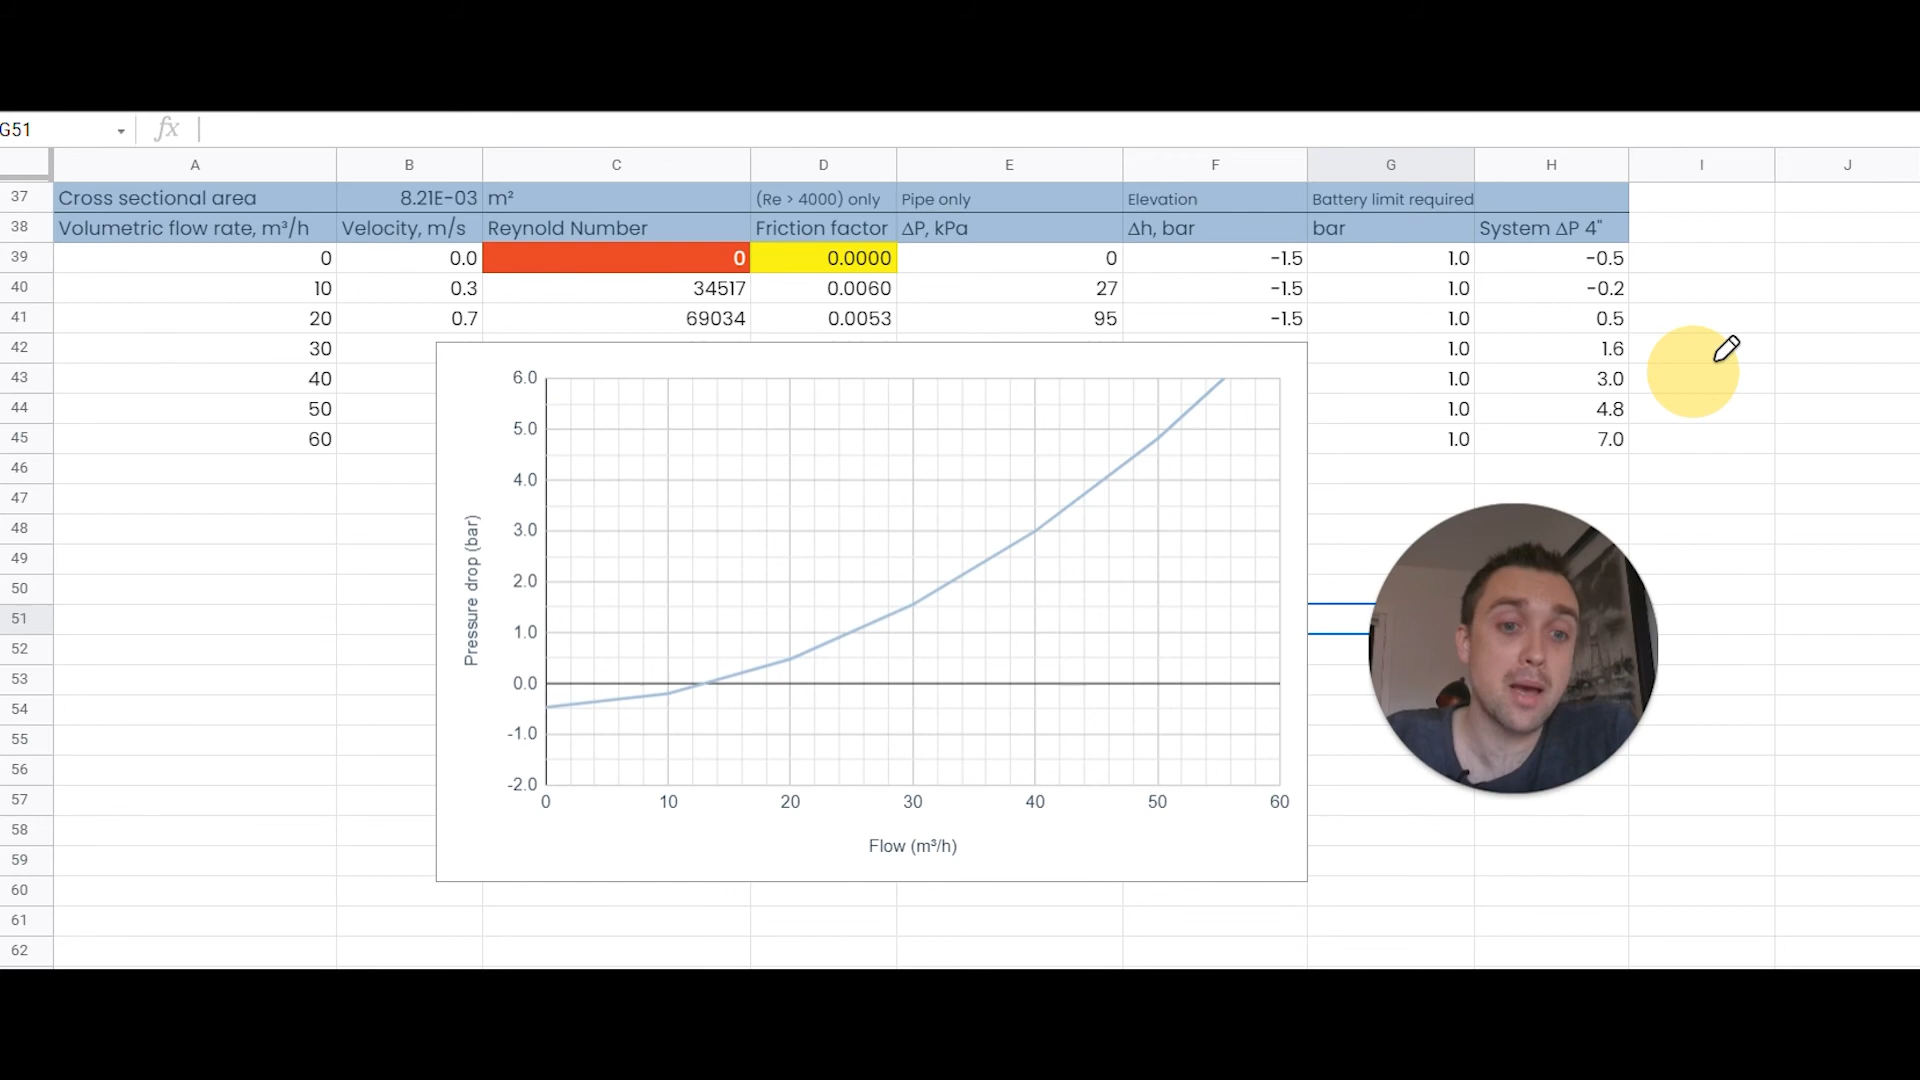 G51
fx
A B C D E F G H I J
37 Cross sectional area 8.21E-03 m² (Re > 4000) only Pipe only Elevation Battery limit required
38 Volumetric flow rate, m³/h Velocity, m/s Reynold Number Friction factor ΔP, kPa Δh, bar bar System ΔP 4"
39 0 0.0 0 0.0000 0 -1.5 1.0 -0.5
40 10 0.3 34517 0.0060 27 -1.5 1.0 -0.2
41 20 0.7 69034 0.0053 95 -1.5 1.0 0.5
42 30 1.0 1.6
43 40 1.0 3.0
44 50 1.0 4.8
45 60 1.0 7.0
46
47
48
49
50
51
52
53
54
55
56
57
58
59
60
61
62
6.0
5.0
4.0
3.0
2.0
1.0
0.0
-1.0
-2.0
Pressure drop (bar)
0 10 20 30 40 50 60
Flow (m³/h)